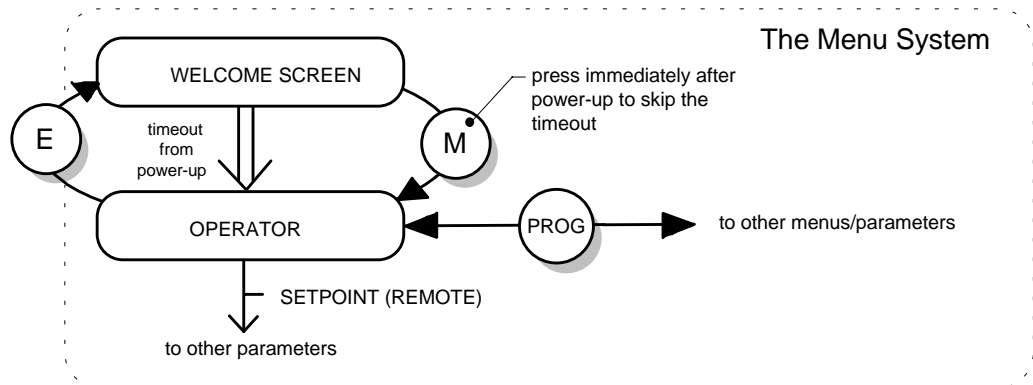 The Menu System
WELCOME SCREEN
press immediately after
power-up to skip the
timeout
E
timeout
from
power-up
M
OPERATOR
PROG
to other menus/parameters
SETPOINT (REMOTE)
to other parameters